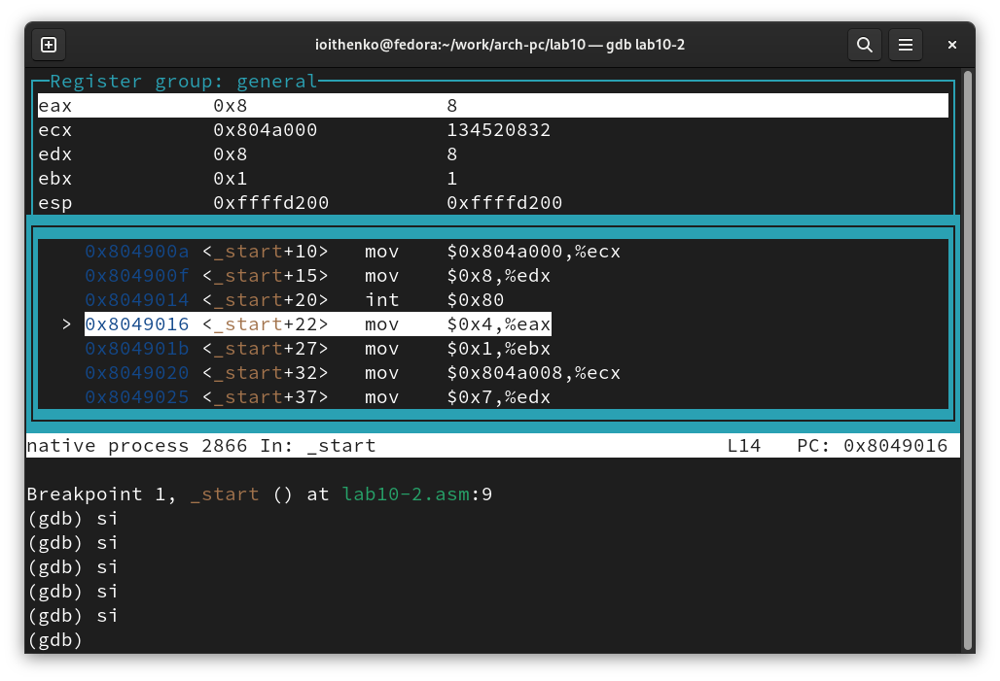 ioithenko@fedora:~/work/arch-pc/lab10 — gdb lab10-2
Register group: general
eax 0x8 8
ecx 0x804a000 134520832
edx 0x8 8
ebx 0x1 1
esp 0xffffd200 0xffffd200
0x804900a <_start+10> mov $0x804a000,%ecx
0x804900f <_start+15> mov $0x8,%edx
0x8049014 <_start+20> int $0x80
> 0x8049016 <_start+22> mov $0x4,%eax
0x804901b <_start+27> mov $0x1,%ebx
0x8049020 <_start+32> mov $0x804a008,%ecx
0x8049025 <_start+37> mov $0x7,%edx
native process 2866 In: _start L14 PC: 0x8049016
Breakpoint 1, _start () at lab10-2.asm:9
(gdb) si
(gdb) si
(gdb) si
(gdb) si
(gdb) si
(gdb)